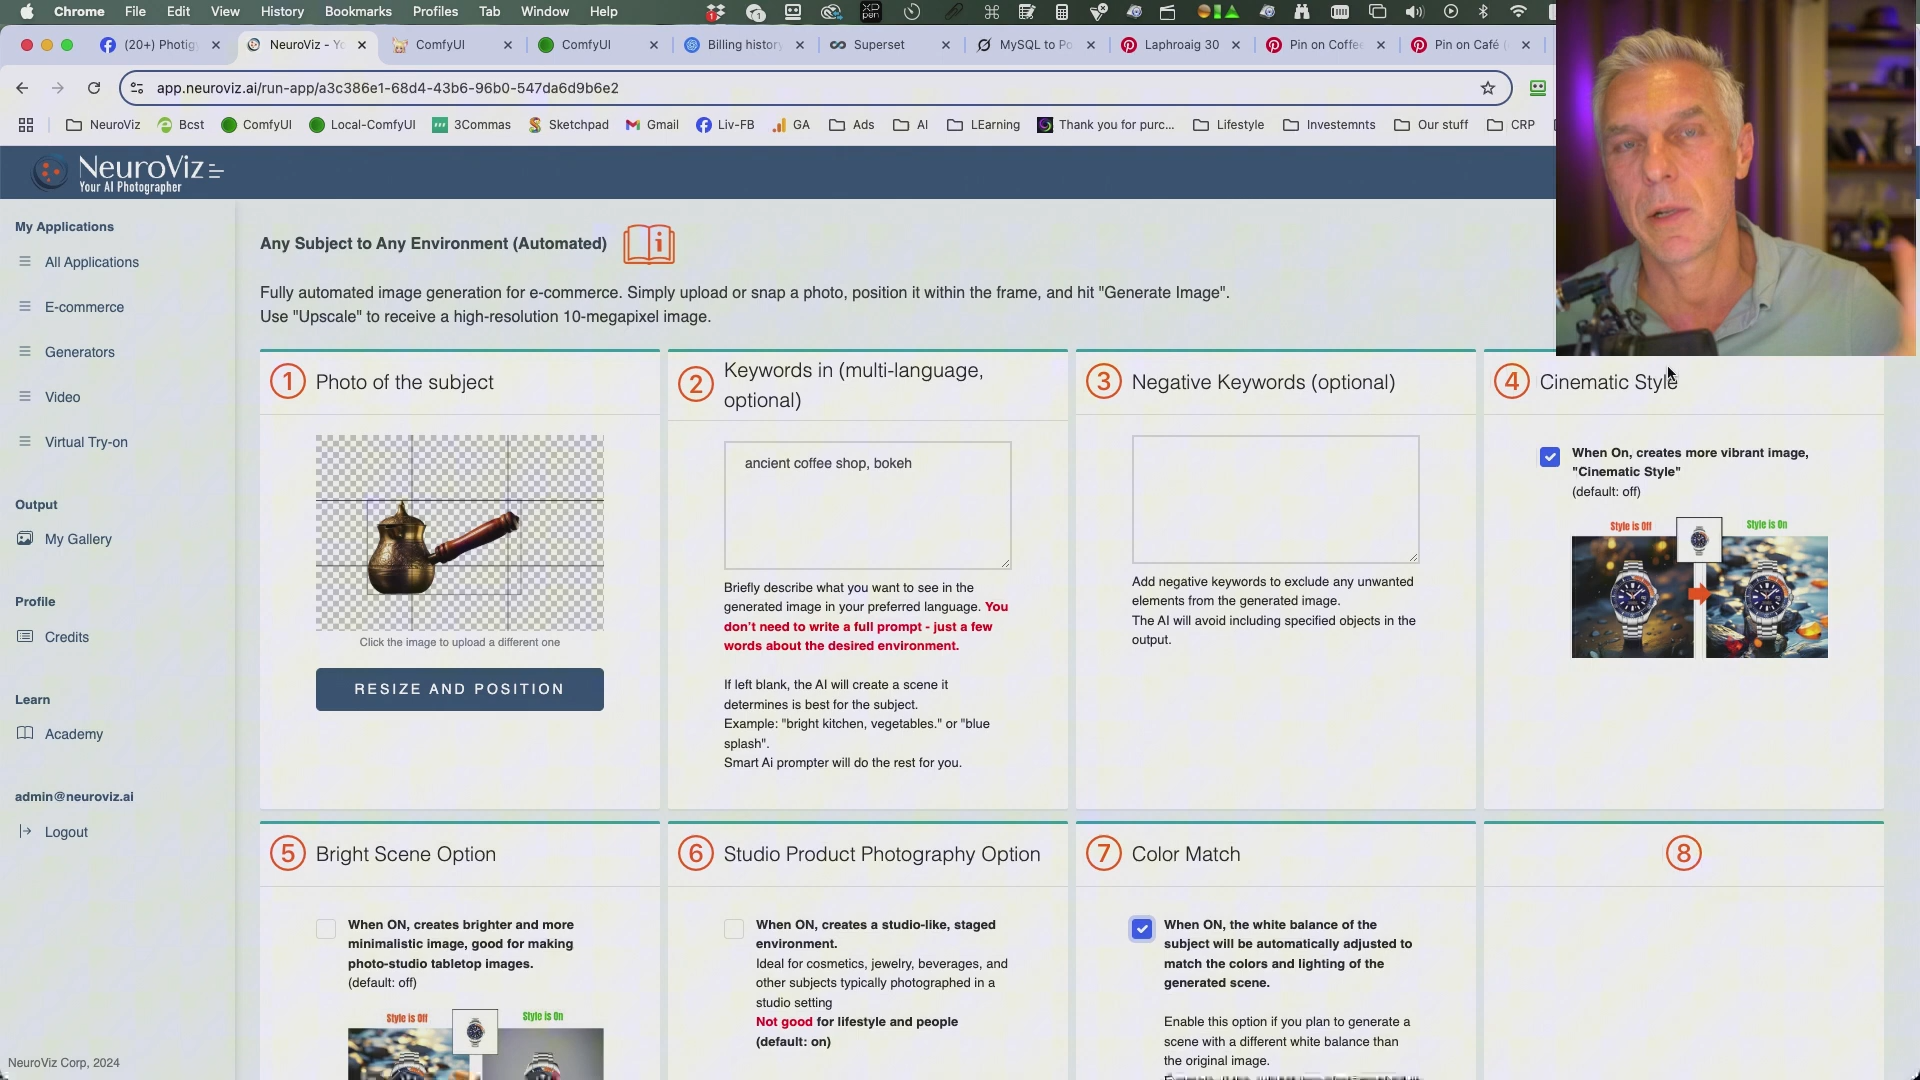 Chrome File Edit View History Bookmarks Profiles Tab Window Help
(20+) Photig
NeuroViz - Yo
ComfyUI
ComfyUI
Billing history
Superset
MySQL to Po
Laphroaig 30
Pin on Coffee
Pin on Café (
app.neuroviz.ai/run-app/a3c386e1-68d4-43b6-96b0-547da6d9b6e2
NeuroViz Bcst ComfyUI Local-ComfyUI 3Commas Sketchpad Gmail Liv-FB GA Ads AI LEarning Thank you for purc... Lifestyle Investemnts Our stuff CRP
NeuroViz
Your AI Photographer
My Applications
All Applications
E-commerce
Generators
Video
Virtual Try-on
Output
My Gallery
Profile
Credits
Learn
Academy
admin@neuroviz.ai
Logout
NeuroViz Corp, 2024
Any Subject to Any Environment (Automated)
Fully automated image generation for e-commerce. Simply upload or snap a photo, position it within the frame, and hit "Generate Image".
Use "Upscale" to receive a high-resolution 10-megapixel image.
1 Photo of the subject
Click the image to upload a different one
RESIZE AND POSITION
2 Keywords in (multi-language,
optional)
ancient coffee shop, bokeh
Briefly describe what you want to see in the
generated image in your preferred language. You
don't need to write a full prompt - just a few
words about the desired environment.
If left blank, the AI will create a scene it
determines is best for the subject.
Example: "bright kitchen, vegetables." or "blue
splash".
Smart Ai prompter will do the rest for you.
3 Negative Keywords (optional)
Add negative keywords to exclude any unwanted
elements from the generated image.
The AI will avoid including specified objects in the
output.
4 Cinematic Style
When On, creates more vibrant image,
"Cinematic Style"
(default: off)
Style is Off
Style is On
5 Bright Scene Option
When ON, creates brighter and more
minimalistic image, good for making
photo-studio tabletop images.
(default: off)
Style is Off
Style is On
6 Studio Product Photography Option
When ON, creates a studio-like, staged
environment.
Ideal for cosmetics, jewelry, beverages, and
other subjects typically photographed in a
studio setting
Not good for lifestyle and people
(default: on)
7 Color Match
When ON, the white balance of the
subject will be automatically adjusted to
match the colors and lighting of the
generated scene.
Enable this option if you plan to generate a
scene with a different white balance than
the original image.
8